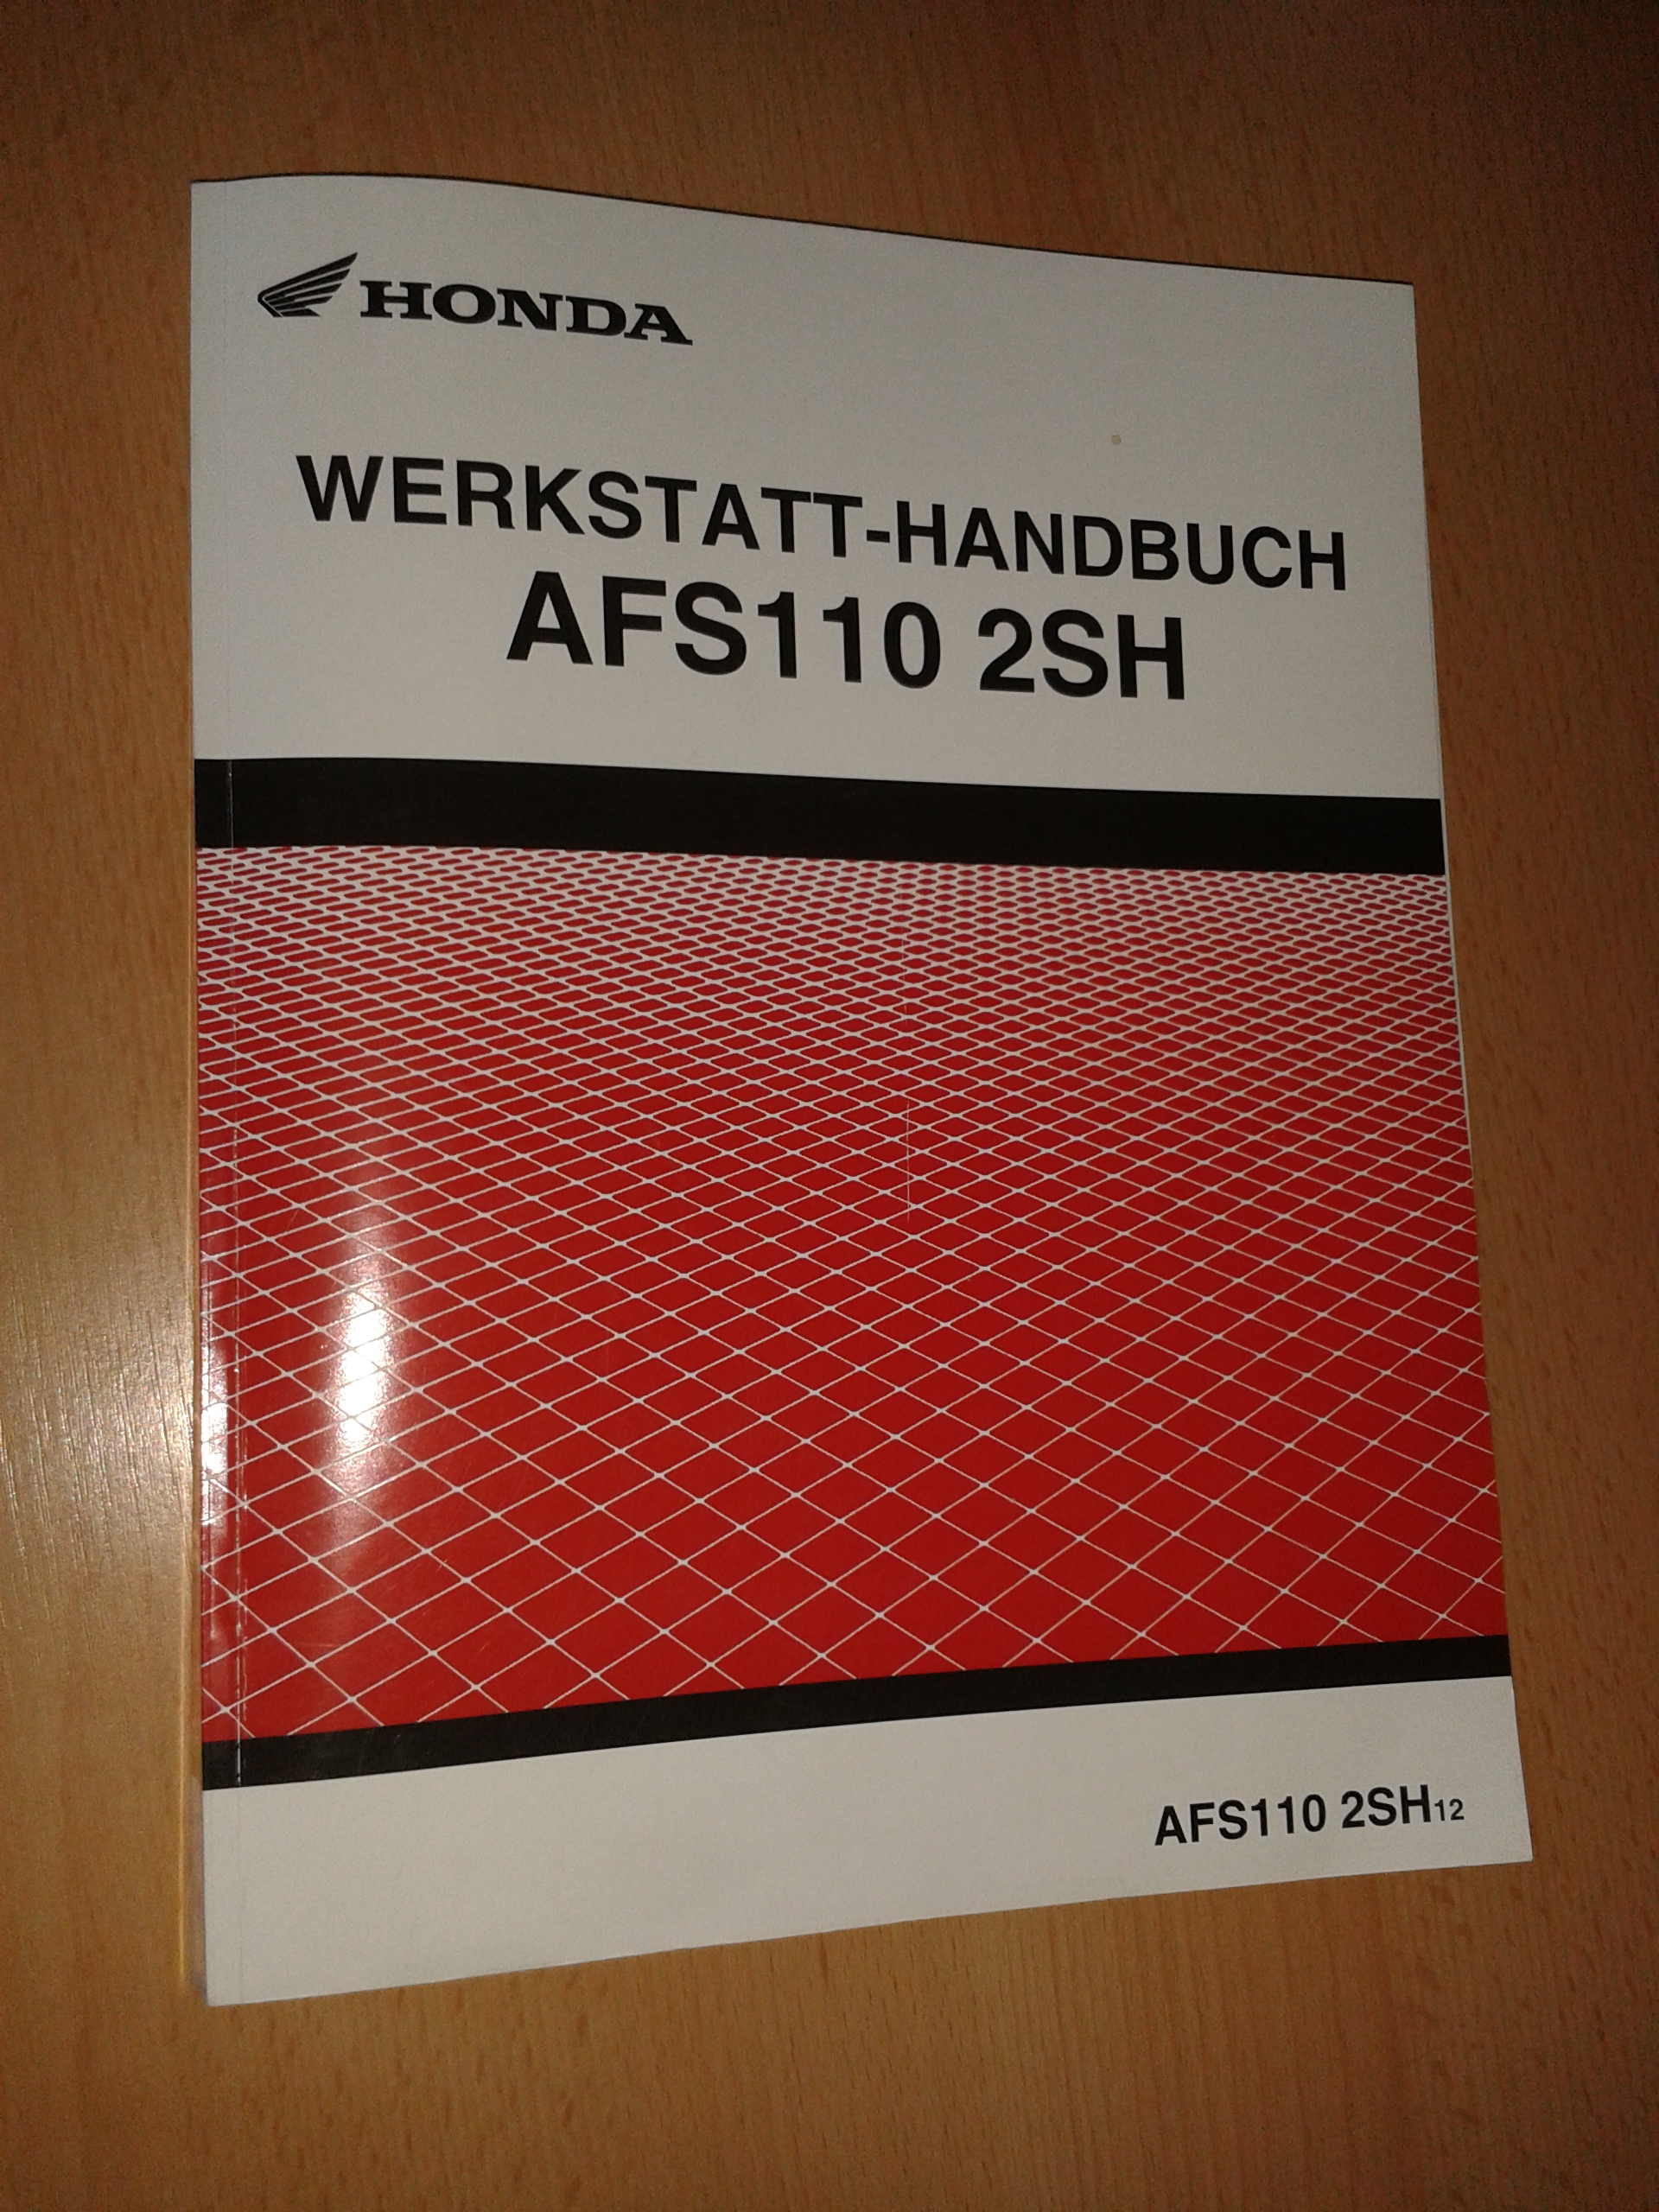 HONDA
WERKSTATT-HANDBUCH
AFS110 2SH
AFS110 2SH12